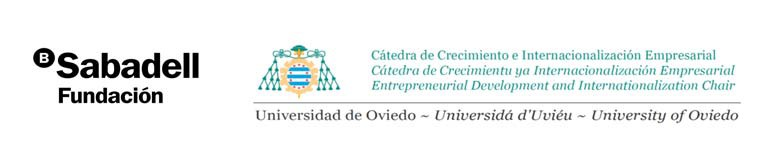 B Sabadell
Fundación
Cátedra de Crecimiento e Internacionalización Empresarial
Cátedra de Crecimientu ya Internacionalización Empresarial
Entrepreneurial Development and Internationalization Chair
Universidad de Oviedo ~ Universidá d'Uviéu ~ University of Oviedo